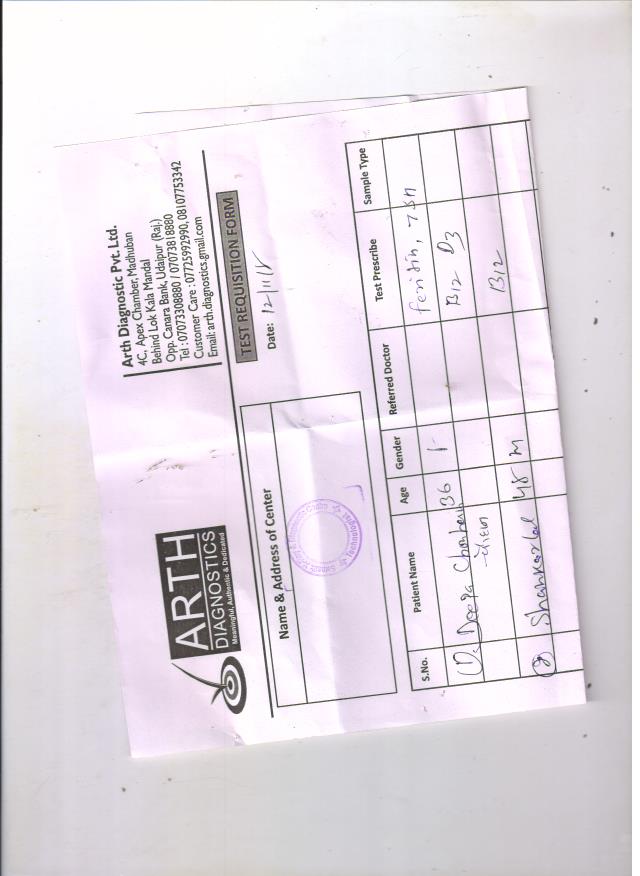 ARTH
DIAGNOSTICS
Meaningful, Authentic & Dedicated
Arth Diagnostic Pvt. Ltd.
4C, Apex Chamber, Madhuban
Behind Lok Kala Mandal
Opp. Canara Bank, Udaipur (Raj.)
Tel : 07073308880 / 07073818880
Customer Care : 07725992990, 08107753342
Email: arth.diagnostics.gmail.com
TEST REQUISITION FORM
Name & Address of Center
Date: 12/11/18
S.No. Patient Name Age Gender Referred Doctor Test Prescribe Sample Type
1). Deepa 36 F Ferritin, TSH
B12 D3
2) Shankarlal 48 M B12